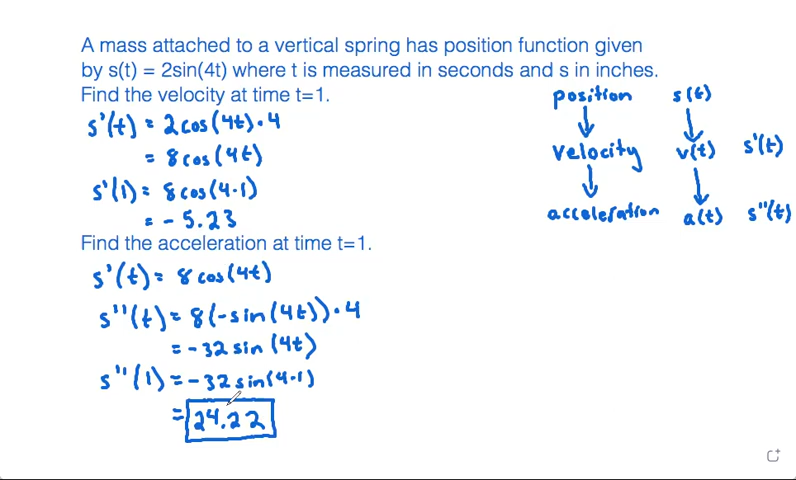 A mass attached to a vertical spring has position function given
by s(t) = 2sin(4t) where t is measured in seconds and s in inches.
Find the velocity at time t=1.
s'(t) = 2cos(4t)·4
= 8cos(4t)
s'(1) = 8cos(4·1)
= -5.23
Find the acceleration at time t=1.
s'(t) = 8cos(4t)
s''(t) = 8(-sin(4t))·4
= -32sin(4t)
s''(1) = -32sin(4·1)
= 24.22
position s(t)
↓ ↓
velocity v(t) s'(t)
↓ ↓
acceleration a(t) s''(t)